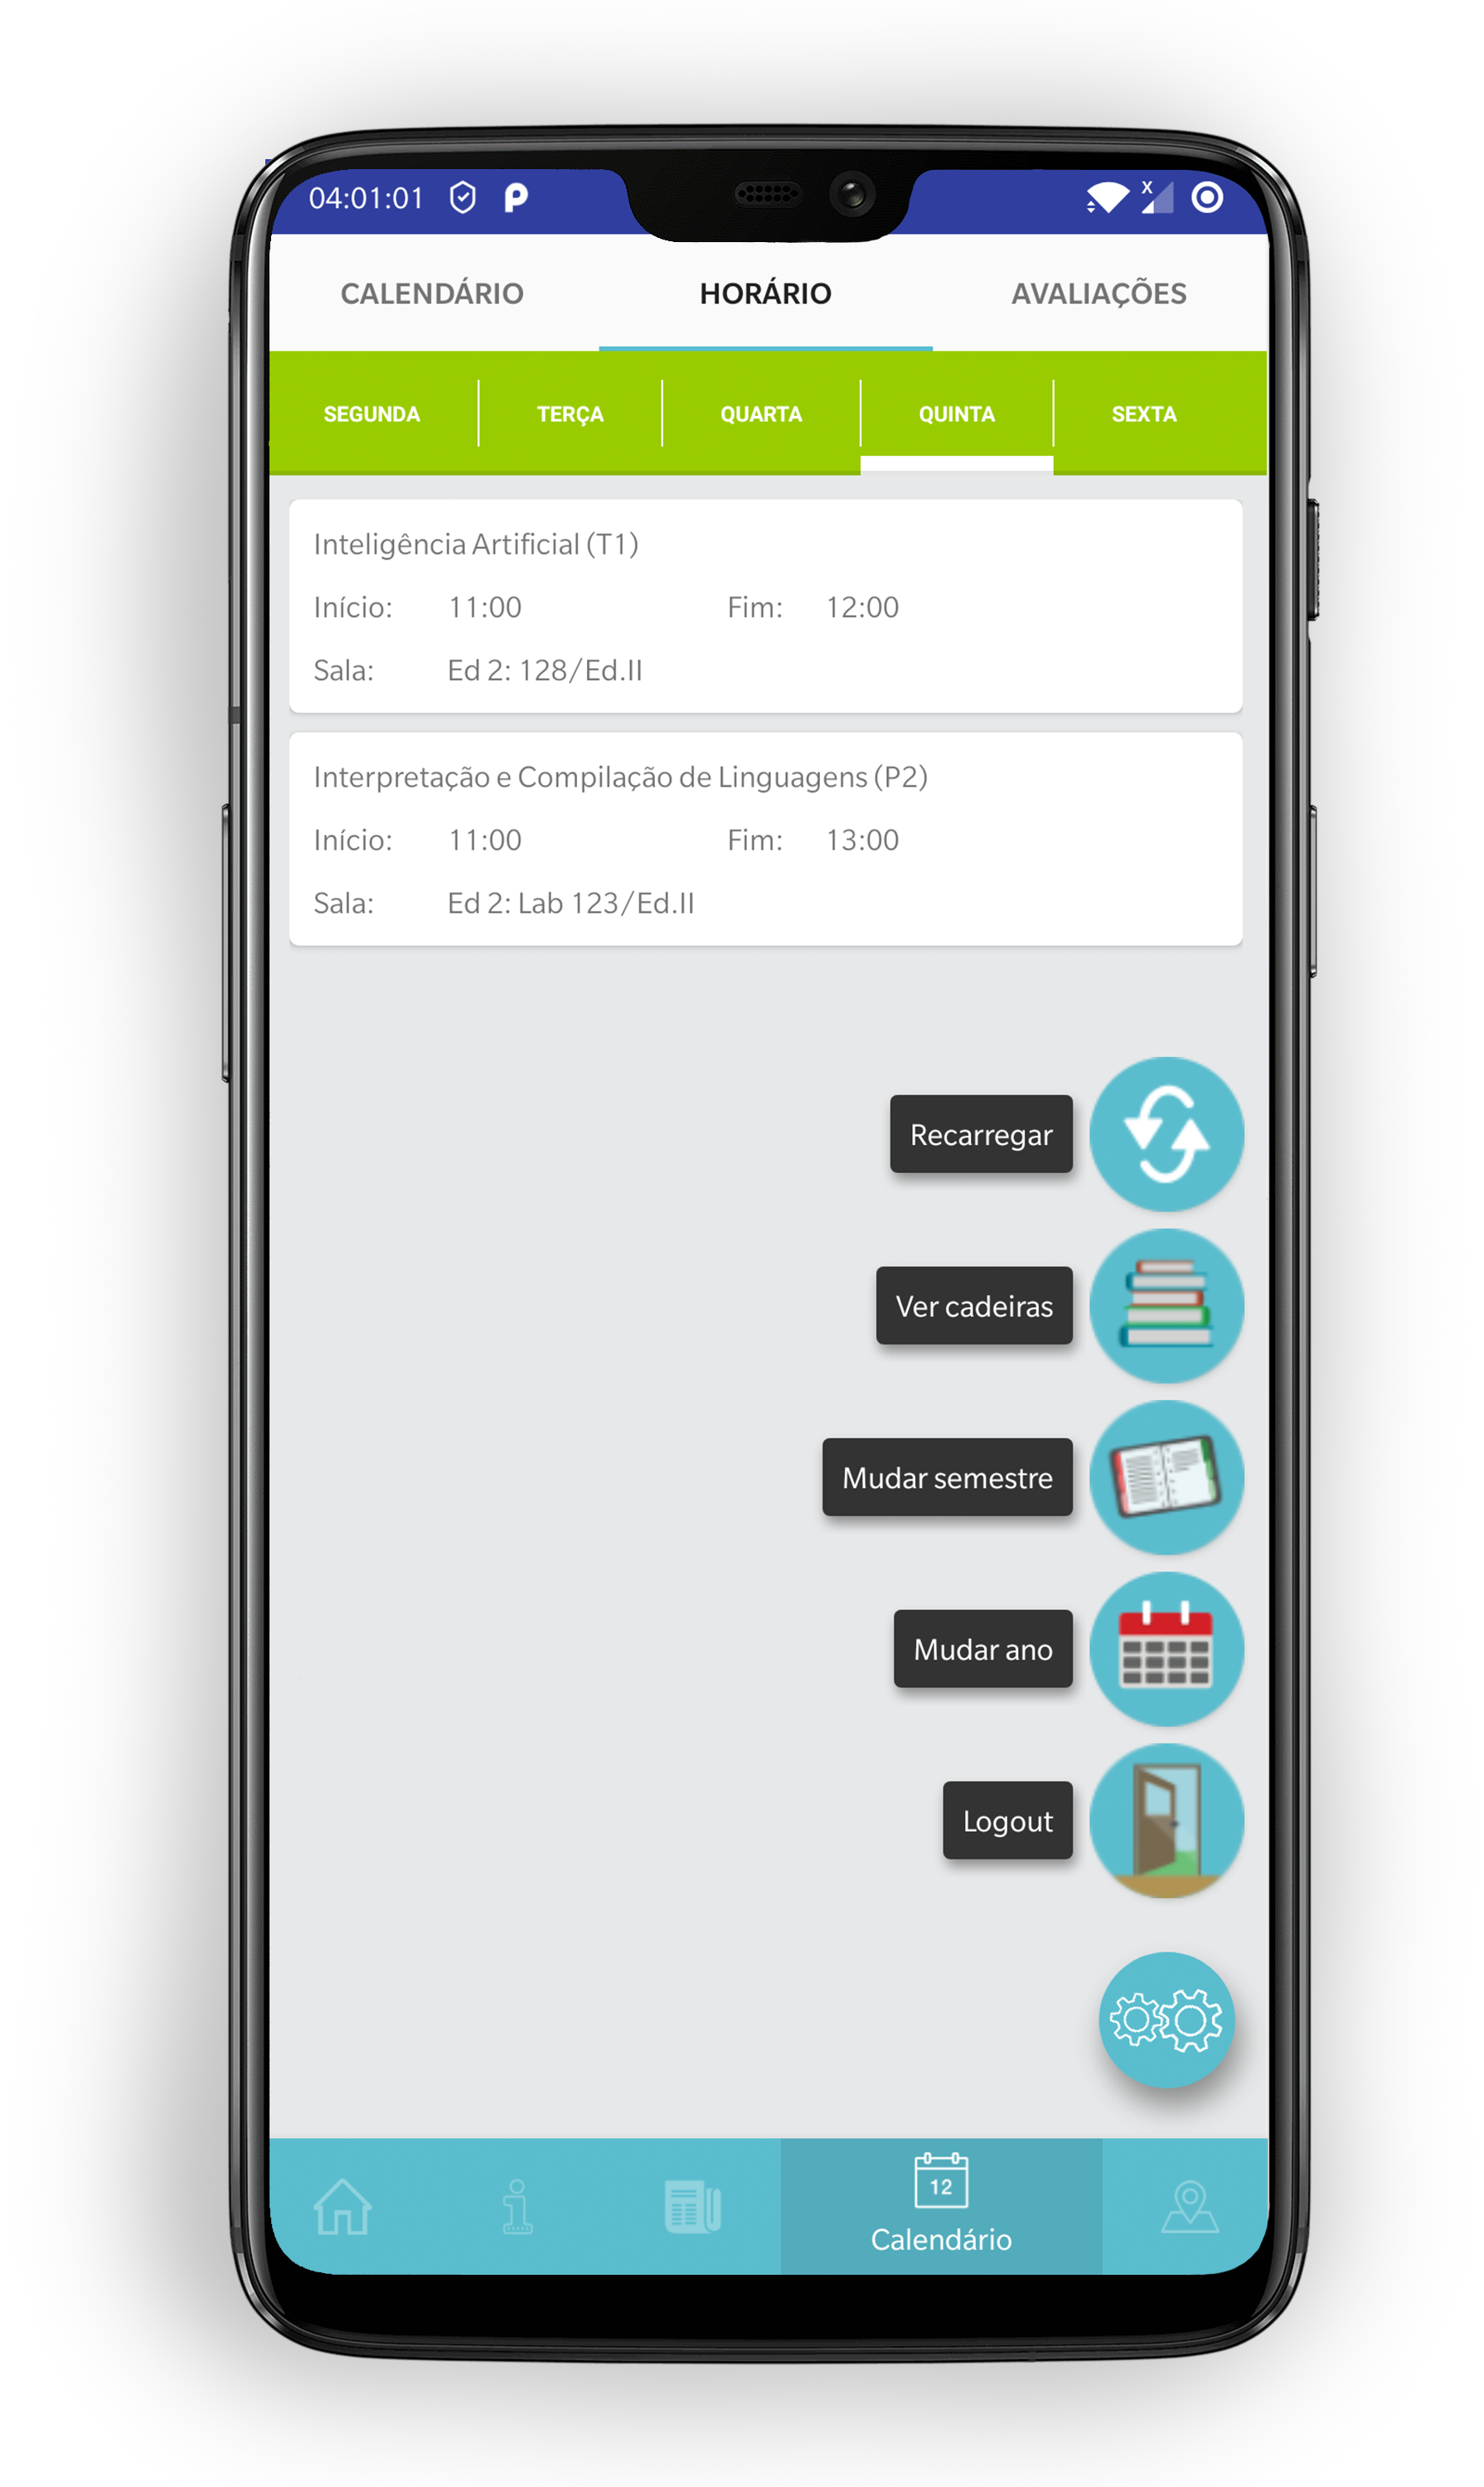 04:01:01
CALENDÁRIO HORÁRIO AVALIAÇÕES
SEGUNDA TERÇA QUARTA QUINTA SEXTA
Inteligência Artificial (T1)
Início: 11:00 Fim: 12:00
Sala: Ed 2: 128/Ed.II
Interpretação e Compilação de Linguagens (P2)
Início: 11:00 Fim: 13:00
Sala: Ed 2: Lab 123/Ed.II
Recarregar
Ver cadeiras
Mudar semestre
Mudar ano
Logout
12
Calendário